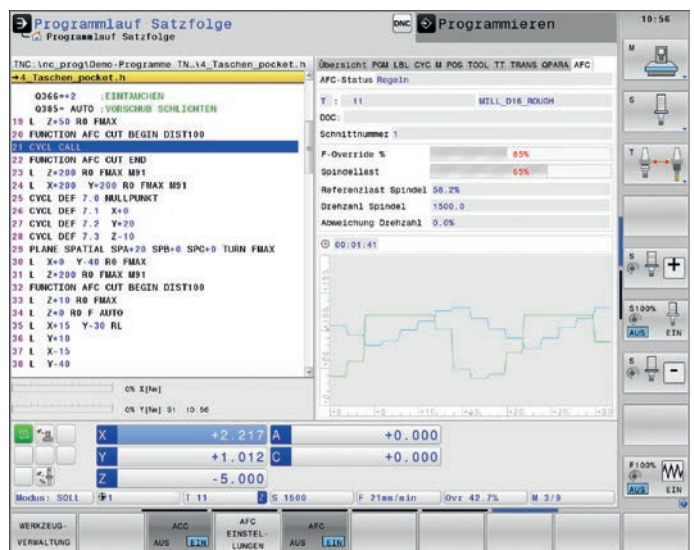 Programmlauf Satzfolge
Programmlauf Satzfolge
DNC
Programmieren
10:56
TNC:\nc_prog\Demo-Programme TN…\4_Taschen_pocket.h
→4_Taschen_pocket.h
Q366=+2 ;EINTAUCHEN
Q385= AUTO ;VORSCHUB SCHLICHTEN
19 L Z+50 R0 FMAX
20 FUNCTION AFC CUT BEGIN DIST100
21 CYCL CALL
22 FUNCTION AFC CUT END
23 L Z+200 R0 FMAX M91
24 L X+200 Y+200 R0 FMAX M91
25 CYCL DEF 7.0 NULLPUNKT
26 CYCL DEF 7.1 X+0
27 CYCL DEF 7.2 Y+20
28 CYCL DEF 7.3 Z-10
29 PLANE SPATIAL SPA+20 SPB+0 SPC+0 TURN FMAX
30 L X+0 Y-40 R0 FMAX
31 L Z+200 R0 FMAX M91
32 FUNCTION AFC CUT BEGIN DIST100
33 L Z+10 R0 FMAX
34 L Z+0 R0 F AUTO
35 L X+15 Y-30 RL
36 L Y+10
37 L X-15
38 L Y-40
0% X[Nm]
0% Y[Nm] S1 10:56
Übersicht PGM LBL CYC M POS TOOL TT TRANS QPARA AFC
AFC-Status Regeln
T : 11 MILL_D16_ROUGH
DOC:
Schnittnummer 1
F-Override % 85%
Spindellast 65%
Referenzlast Spindel 58.2%
Drehzahl Spindel 1500.0
Abweichung Drehzahl 0.0%
00:01:41
X +2.217 A +0.000
Y +1.012 C +0.000
Z -5.000
Modus: SOLL 1 T 11 Z S 1500 F 21mm/min Ovr 42.7% M 3/9
WERKZEUG-
VERWALTUNG
ACC
AUS EIN
AFC
EINSTEL-
LUNGEN
AFC
AUS EIN
M
S
T
S
S100%
AUS EIN
S
F100%
AUS EIN